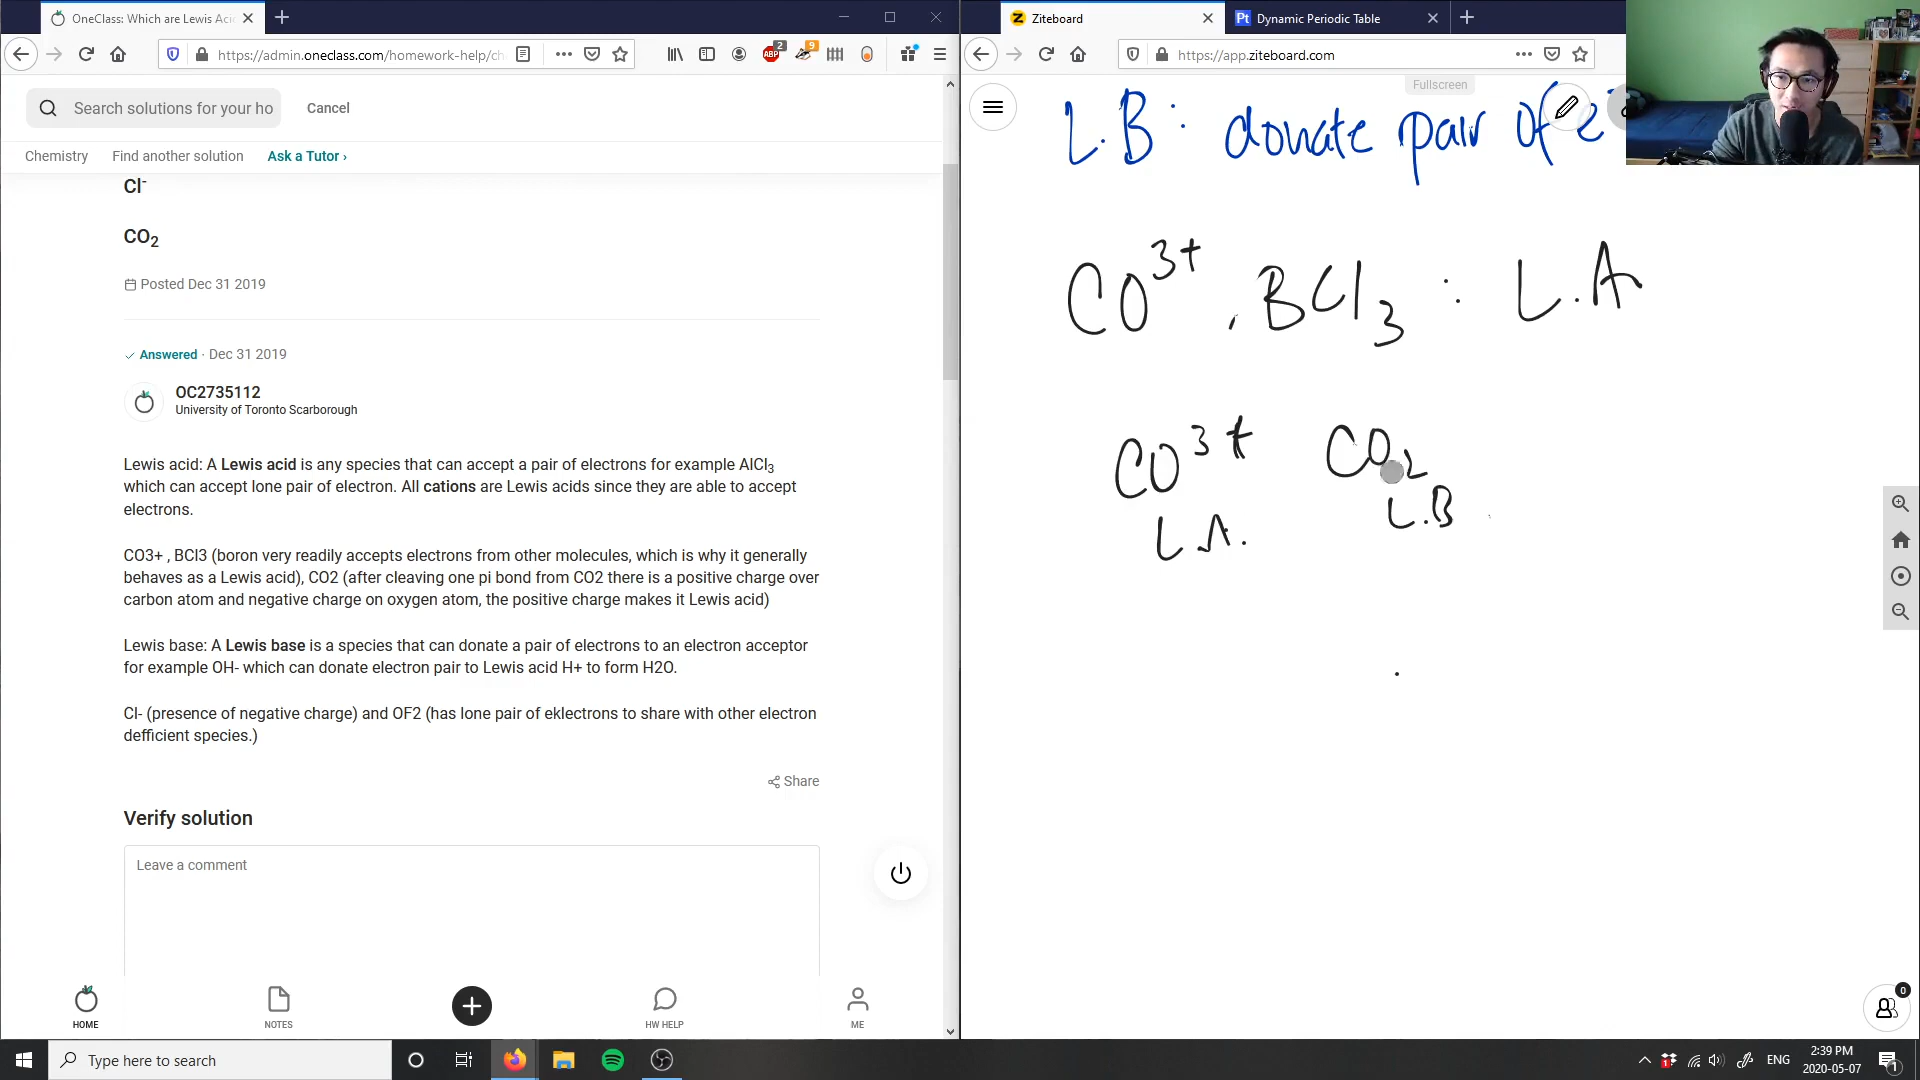 OneClass: Which are Lewis Aci
https://admin.oneclass.com/homework-help/ch
ABP
2
9
Search solutions for your ho
Cancel
Chemistry
Find another solution
Ask a Tutor ›
Cl-
CO2
Posted Dec 31 2019
Answered · Dec 31 2019
OC2735112
University of Toronto Scarborough
Lewis acid: A Lewis acid is any species that can accept a pair of electrons for example AlCl3
which can accept lone pair of electron. All cations are Lewis acids since they are able to accept
electrons.
CO3+ , BCl3 (boron very readily accepts electrons from other molecules, which is why it generally
behaves as a Lewis acid), CO2 (after cleaving one pi bond from CO2 there is a positive charge over
carbon atom and negative charge on oxygen atom, the positive charge makes it Lewis acid)
Lewis base: A Lewis base is a species that can donate a pair of electrons to an electron acceptor
for example OH- which can donate electron pair to Lewis acid H+ to form H2O.
Cl- (presence of negative charge) and OF2 (has lone pair of eklectrons to share with other electron
defficient species.)
Share
Verify solution
Leave a comment
HOME
NOTES
HW HELP
ME
Ziteboard
Pt Dynamic Periodic Table
https://app.ziteboard.com
Fullscreen
L.B: donate pair of e-
CO3+, BCl3: L.A
CO3+ CO2
L.A. L.B
0
Type here to search
ENG
2:39 PM
2020-05-07
1